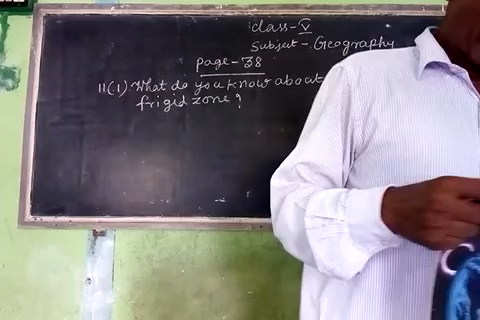 class-V
Subject-Geography
page-38
11(1) What do you know about
frigid zone?